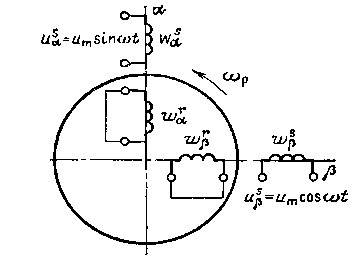 α
u_α^s = u_m sin ωt
w_α^s
ω_p
w_α^r
w_β^r
w_β^s
β
u_β^s = u_m cos ωt